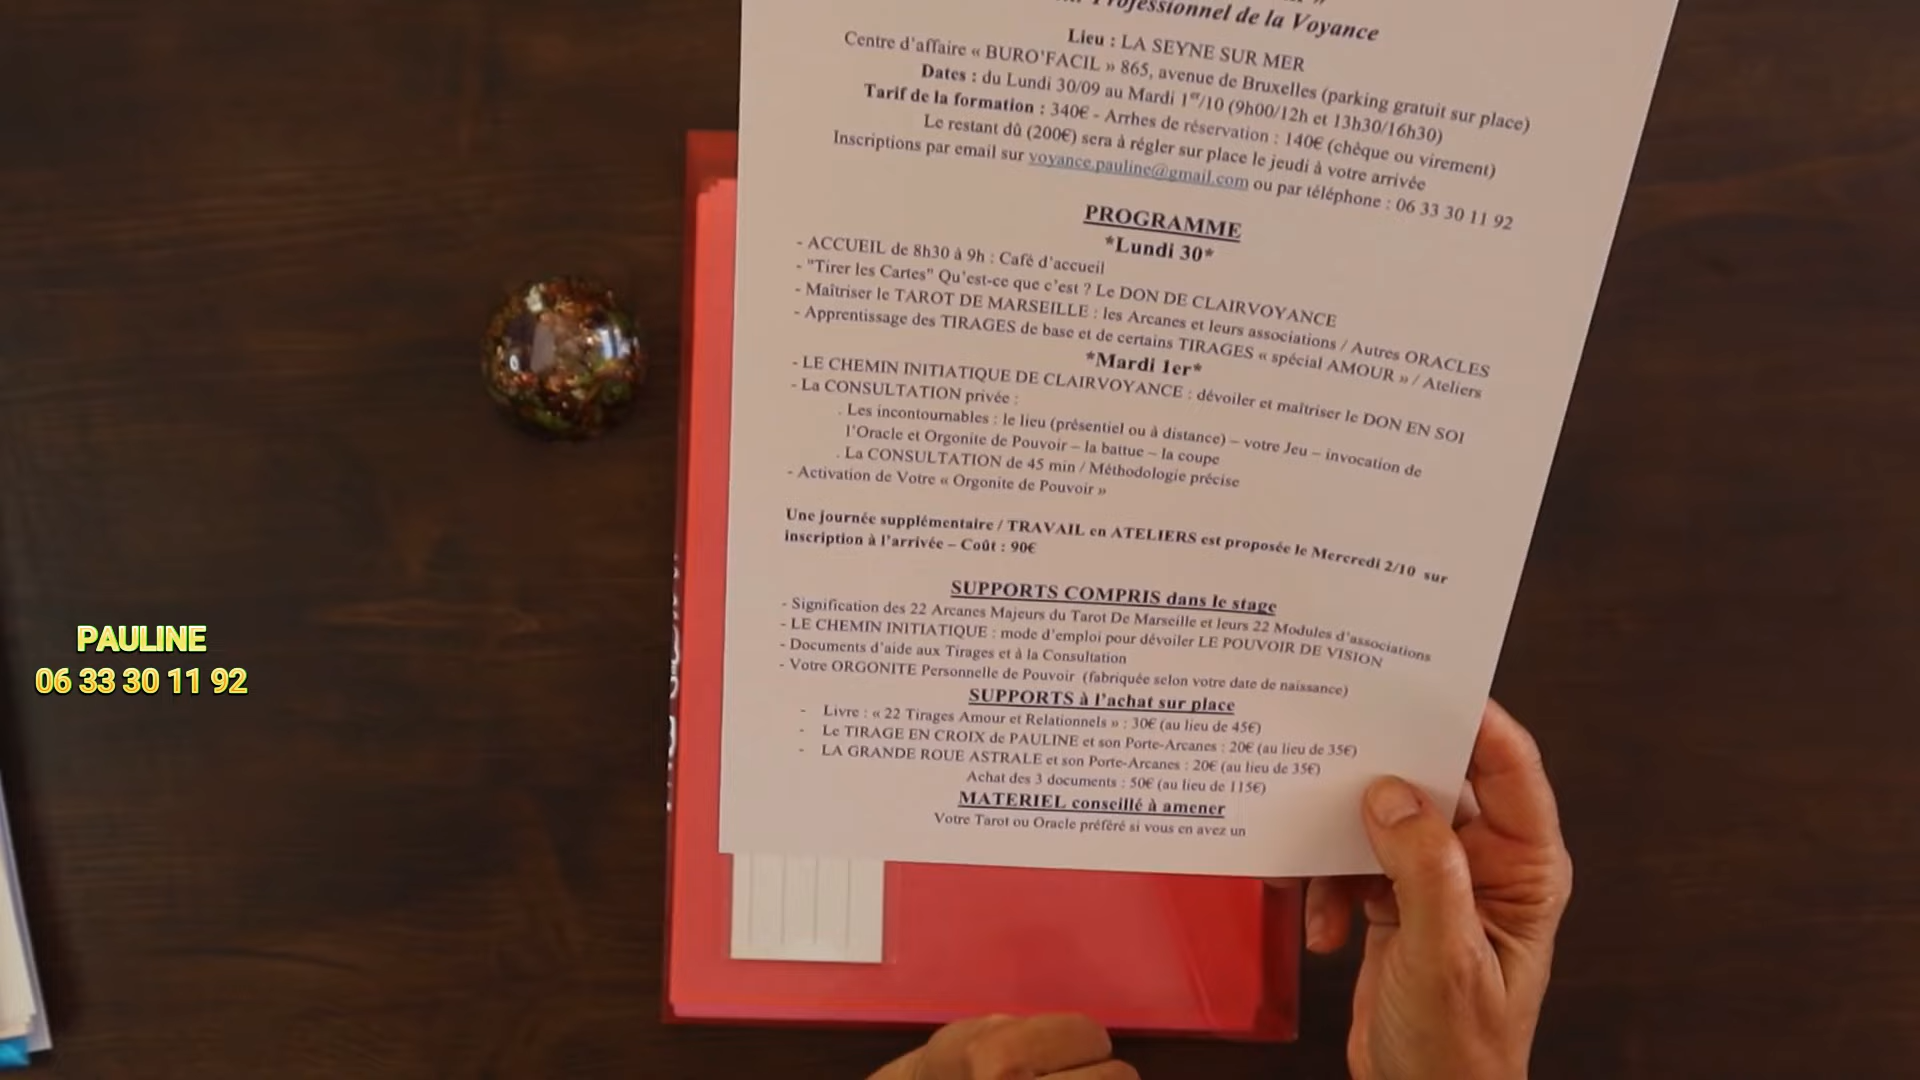 Professionnel de la Voyance
Lieu : LA SEYNE SUR MER
Centre d'affaire « BURO'FACIL » 865, avenue de Bruxelles (parking gratuit sur place)
Dates : du Lundi 30/09 au Mardi 1er/10 (9h00/12h et 13h30/16h30)
Tarif de la formation : 340€ - Arrhes de réservation : 140€ (chèque ou virement)
Le restant dû (200€) sera à régler sur place le jeudi à votre arrivée
Inscriptions par email sur voyance.pauline@gmail.com ou par téléphone : 06 33 30 11 92
PROGRAMME
*Lundi 30*
- ACCUEIL de 8h30 à 9h : Café d'accueil
- "Tirer les Cartes" Qu'est-ce que c'est ? Le DON DE CLAIRVOYANCE
- Maîtriser le TAROT DE MARSEILLE : les Arcanes et leurs associations / Autres ORACLES
- Apprentissage des TIRAGES de base et de certains TIRAGES « spécial AMOUR » / Ateliers
*Mardi 1er*
- LE CHEMIN INITIATIQUE DE CLAIRVOYANCE : dévoiler et maîtriser le DON EN SOI
- La CONSULTATION privée :
. Les incontournables : le lieu (présentiel ou à distance) – votre Jeu – invocation de
l'Oracle et Orgonite de Pouvoir – la battue – la coupe
. La CONSULTATION de 45 min / Méthodologie précise
- Activation de Votre « Orgonite de Pouvoir »
Une journée supplémentaire / TRAVAIL en ATELIERS est proposée le Mercredi 2/10 sur
inscription à l'arrivée – Coût : 90€
SUPPORTS COMPRIS dans le stage
- Signification des 22 Arcanes Majeurs du Tarot De Marseille et leurs 22 Modules d'associations
- LE CHEMIN INITIATIQUE : mode d'emploi pour dévoiler LE POUVOIR DE VISION
- Documents d'aide aux Tirages et à la Consultation
- Votre ORGONITE Personnelle de Pouvoir (fabriquée selon votre date de naissance)
SUPPORTS à l'achat sur place
- Livre : « 22 Tirages Amour et Relationnels » : 30€ (au lieu de 45€)
- Le TIRAGE EN CROIX de PAULINE et son Porte-Arcanes : 20€ (au lieu de 35€)
- LA GRANDE ROUE ASTRALE et son Porte-Arcanes : 20€ (au lieu de 35€)
Achat des 3 documents : 50€ (au lieu de 115€)
MATERIEL conseillé à amener
Votre Tarot ou Oracle préféré si vous en avez un
PAULINE
06 33 30 11 92